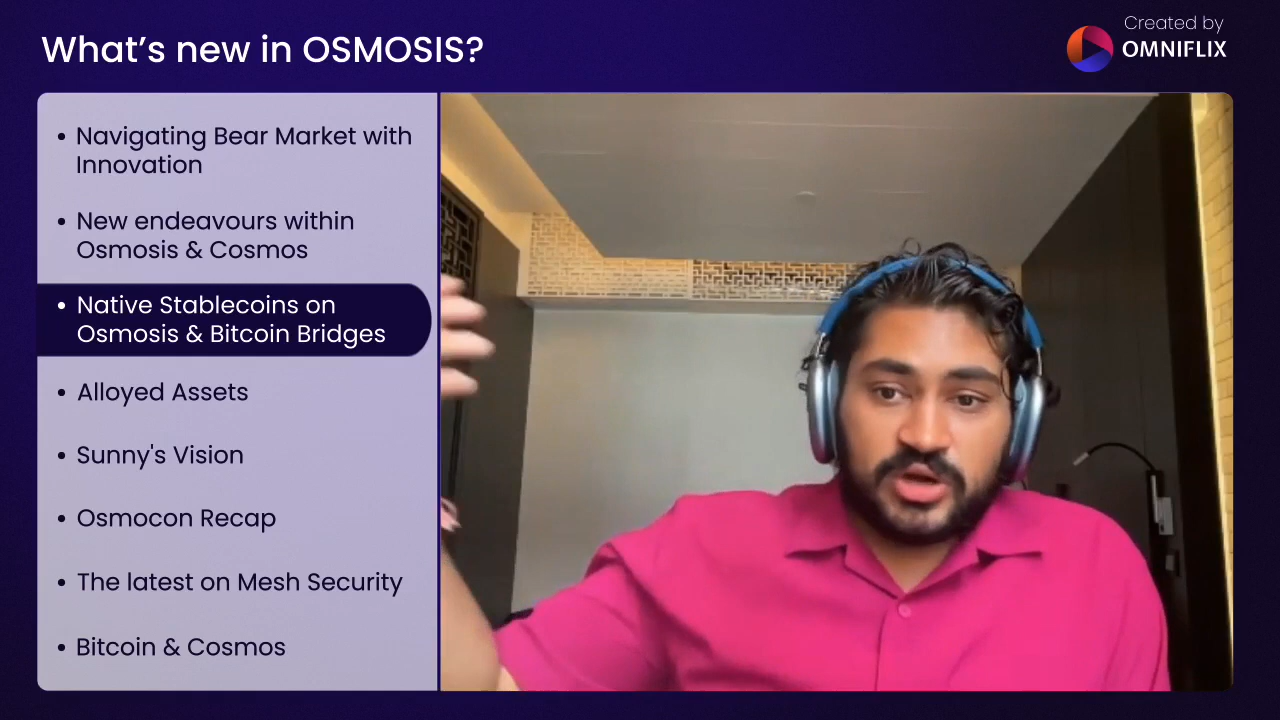 What's new in OSMOSIS?
Created by
OMNIFLIX
• Navigating Bear Market with
Innovation
• New endeavours within
Osmosis & Cosmos
• Native Stablecoins on
Osmosis & Bitcoin Bridges
• Alloyed Assets
• Sunny's Vision
• Osmocon Recap
• The latest on Mesh Security
• Bitcoin & Cosmos